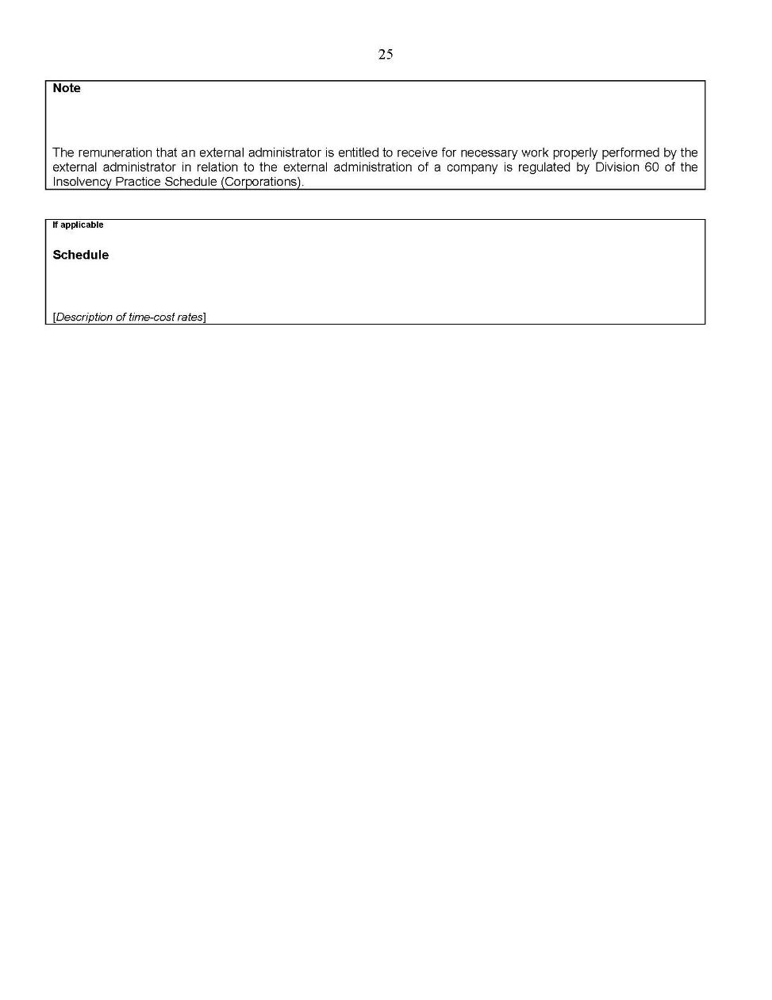 25
Note
The remuneration that an external administrator is entitled to receive for necessary work properly performed by the
external administrator in relation to the external administration of a company is regulated by Division 60 of the
Insolvency Practice Schedule (Corporations).
If applicable
Schedule
[Description of time-cost rates]